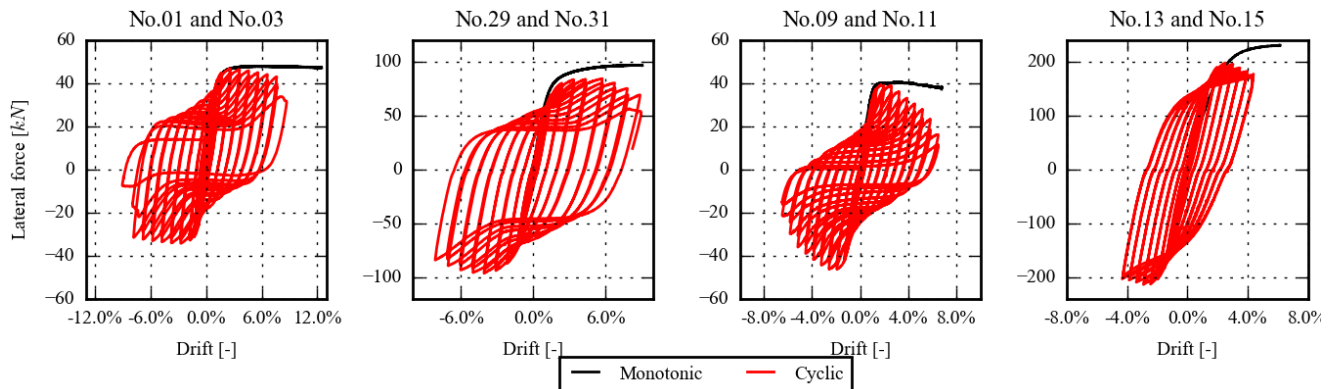 No.01 and No.03
No.29 and No.31
No.09 and No.11
No.13 and No.15
Lateral force [kN]
60
40
20
0
−20
−40
−60
-12.0% -6.0% 0.0% 6.0% 12.0%
Drift [-]
100
50
0
−50
−100
-6.0% 0.0% 6.0%
Drift [-]
60
40
20
0
−20
−40
−60
-8.0% -4.0% 0.0% 4.0% 8.0%
Drift [-]
200
100
0
−100
−200
-8.0% -4.0% 0.0% 4.0% 8.0%
Drift [-]
Monotonic Cyclic